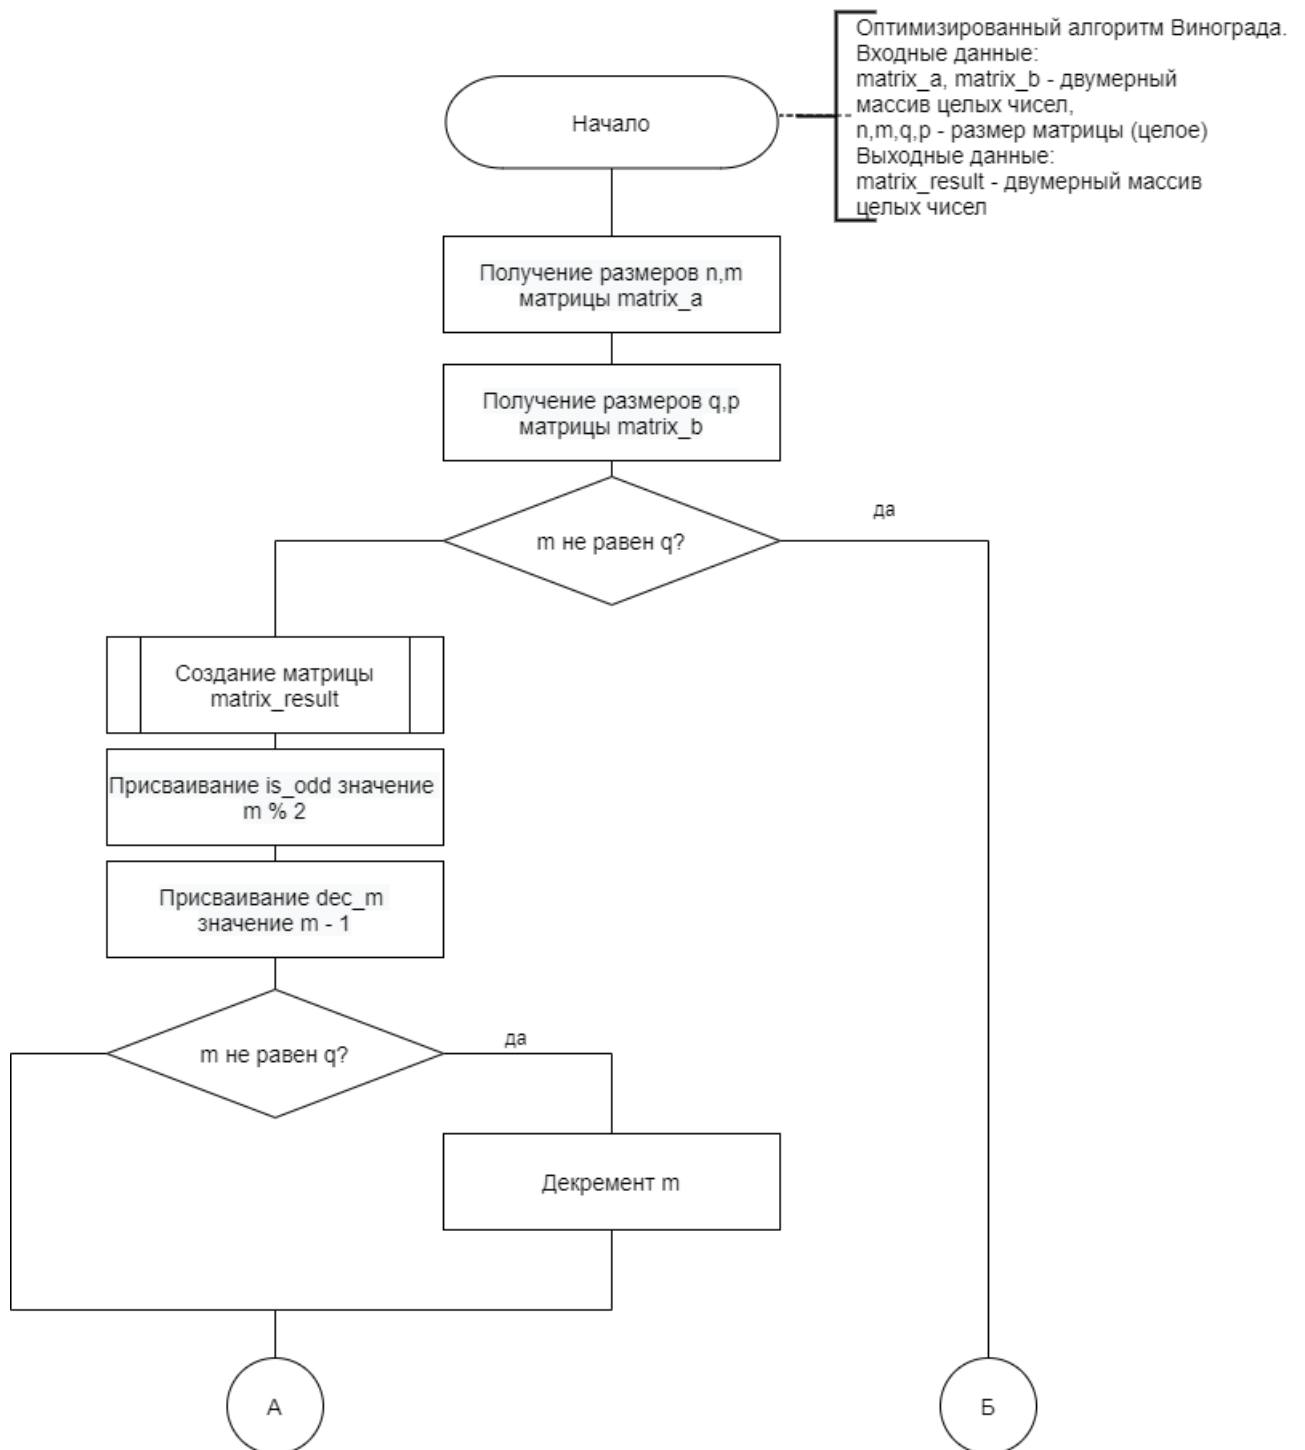 Оптимизированный алгоритм Винограда.
Входные данные:
matrix_a, matrix_b - двумерный
массив целых чисел,
n,m,q,p - размер матрицы (целое)
Выходные данные:
matrix_result - двумерный массив
целых чисел
Начало
Получение размеров n,m
матрицы matrix_a
Получение размеров q,p
матрицы matrix_b
m не равен q?
да
Создание матрицы
matrix_result
Присваивание is_odd значение
m % 2
Присваивание dec_m
значение m - 1
m не равен q?
да
Декремент m
А
Б